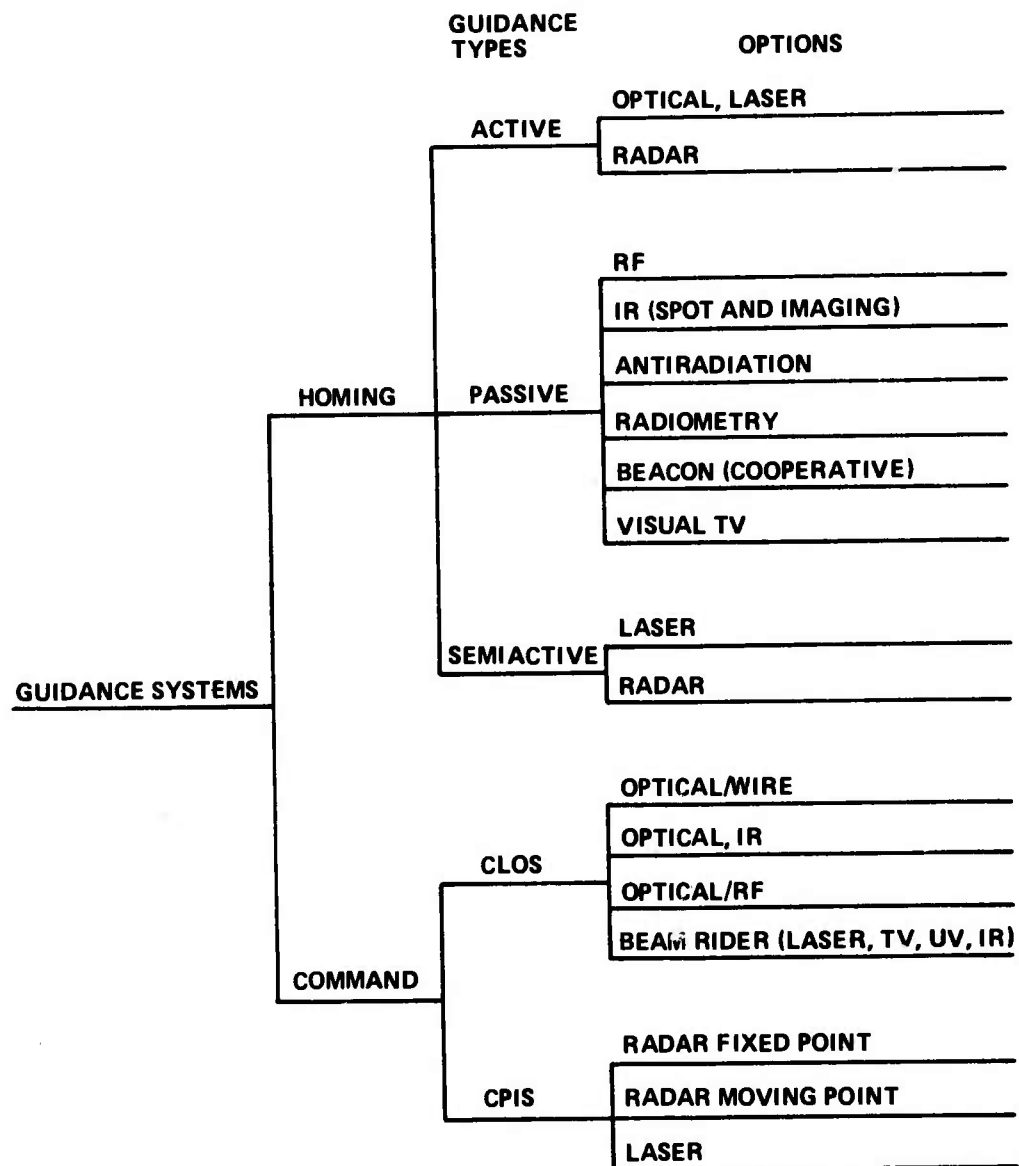 GUIDANCE
TYPES
OPTIONS
OPTICAL, LASER
ACTIVE
RADAR
RF
IR (SPOT AND IMAGING)
ANTIRADIATION
HOMING
PASSIVE
RADIOMETRY
BEACON (COOPERATIVE)
VISUAL TV
LASER
SEMIACTIVE
RADAR
GUIDANCE SYSTEMS
OPTICAL/WIRE
OPTICAL, IR
CLOS
OPTICAL/RF
BEAM RIDER (LASER, TV, UV, IR)
COMMAND
RADAR FIXED POINT
CPIS
RADAR MOVING POINT
LASER